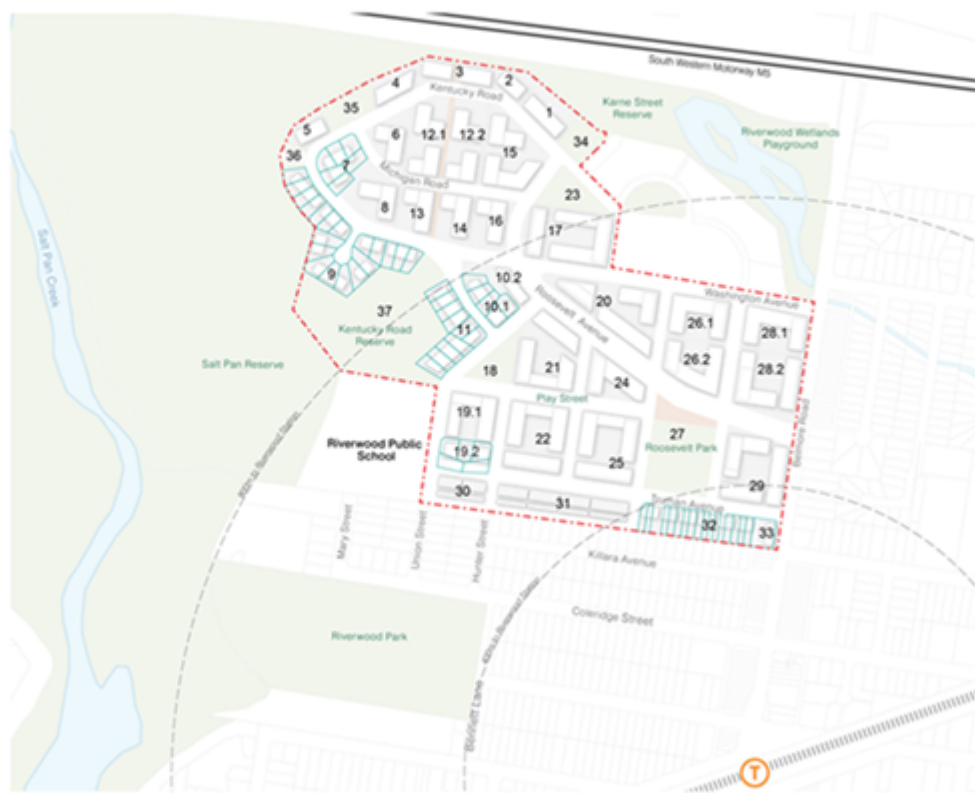 South Western Motorway M5
3
2
4
Kentucky Road
35
1
Karne Street
Reserve
Riverwood Wetlands
Playground
5
6
12.1
12.2
34
36
7
15
Michigan Road
23
8
13
14
16
17
Salt Pan Creek
9
10.2
37
Kentucky Road
Reserve
10.1
11
Roosevelt Avenue
20
Washington Avenue
26.1
28.1
26.2
28.2
Salt Pan Reserve
18
21
24
Play Street
Belmore Road
19.1
22
27
Roosevelt Park
Riverwood Public
School
19.2
25
29
30
31
Avenue
32
33
Mary Street
Union Street
Hunter Street
Killara Avenue
Coleridge Street
Riverwood Park
Bennett Lane
T